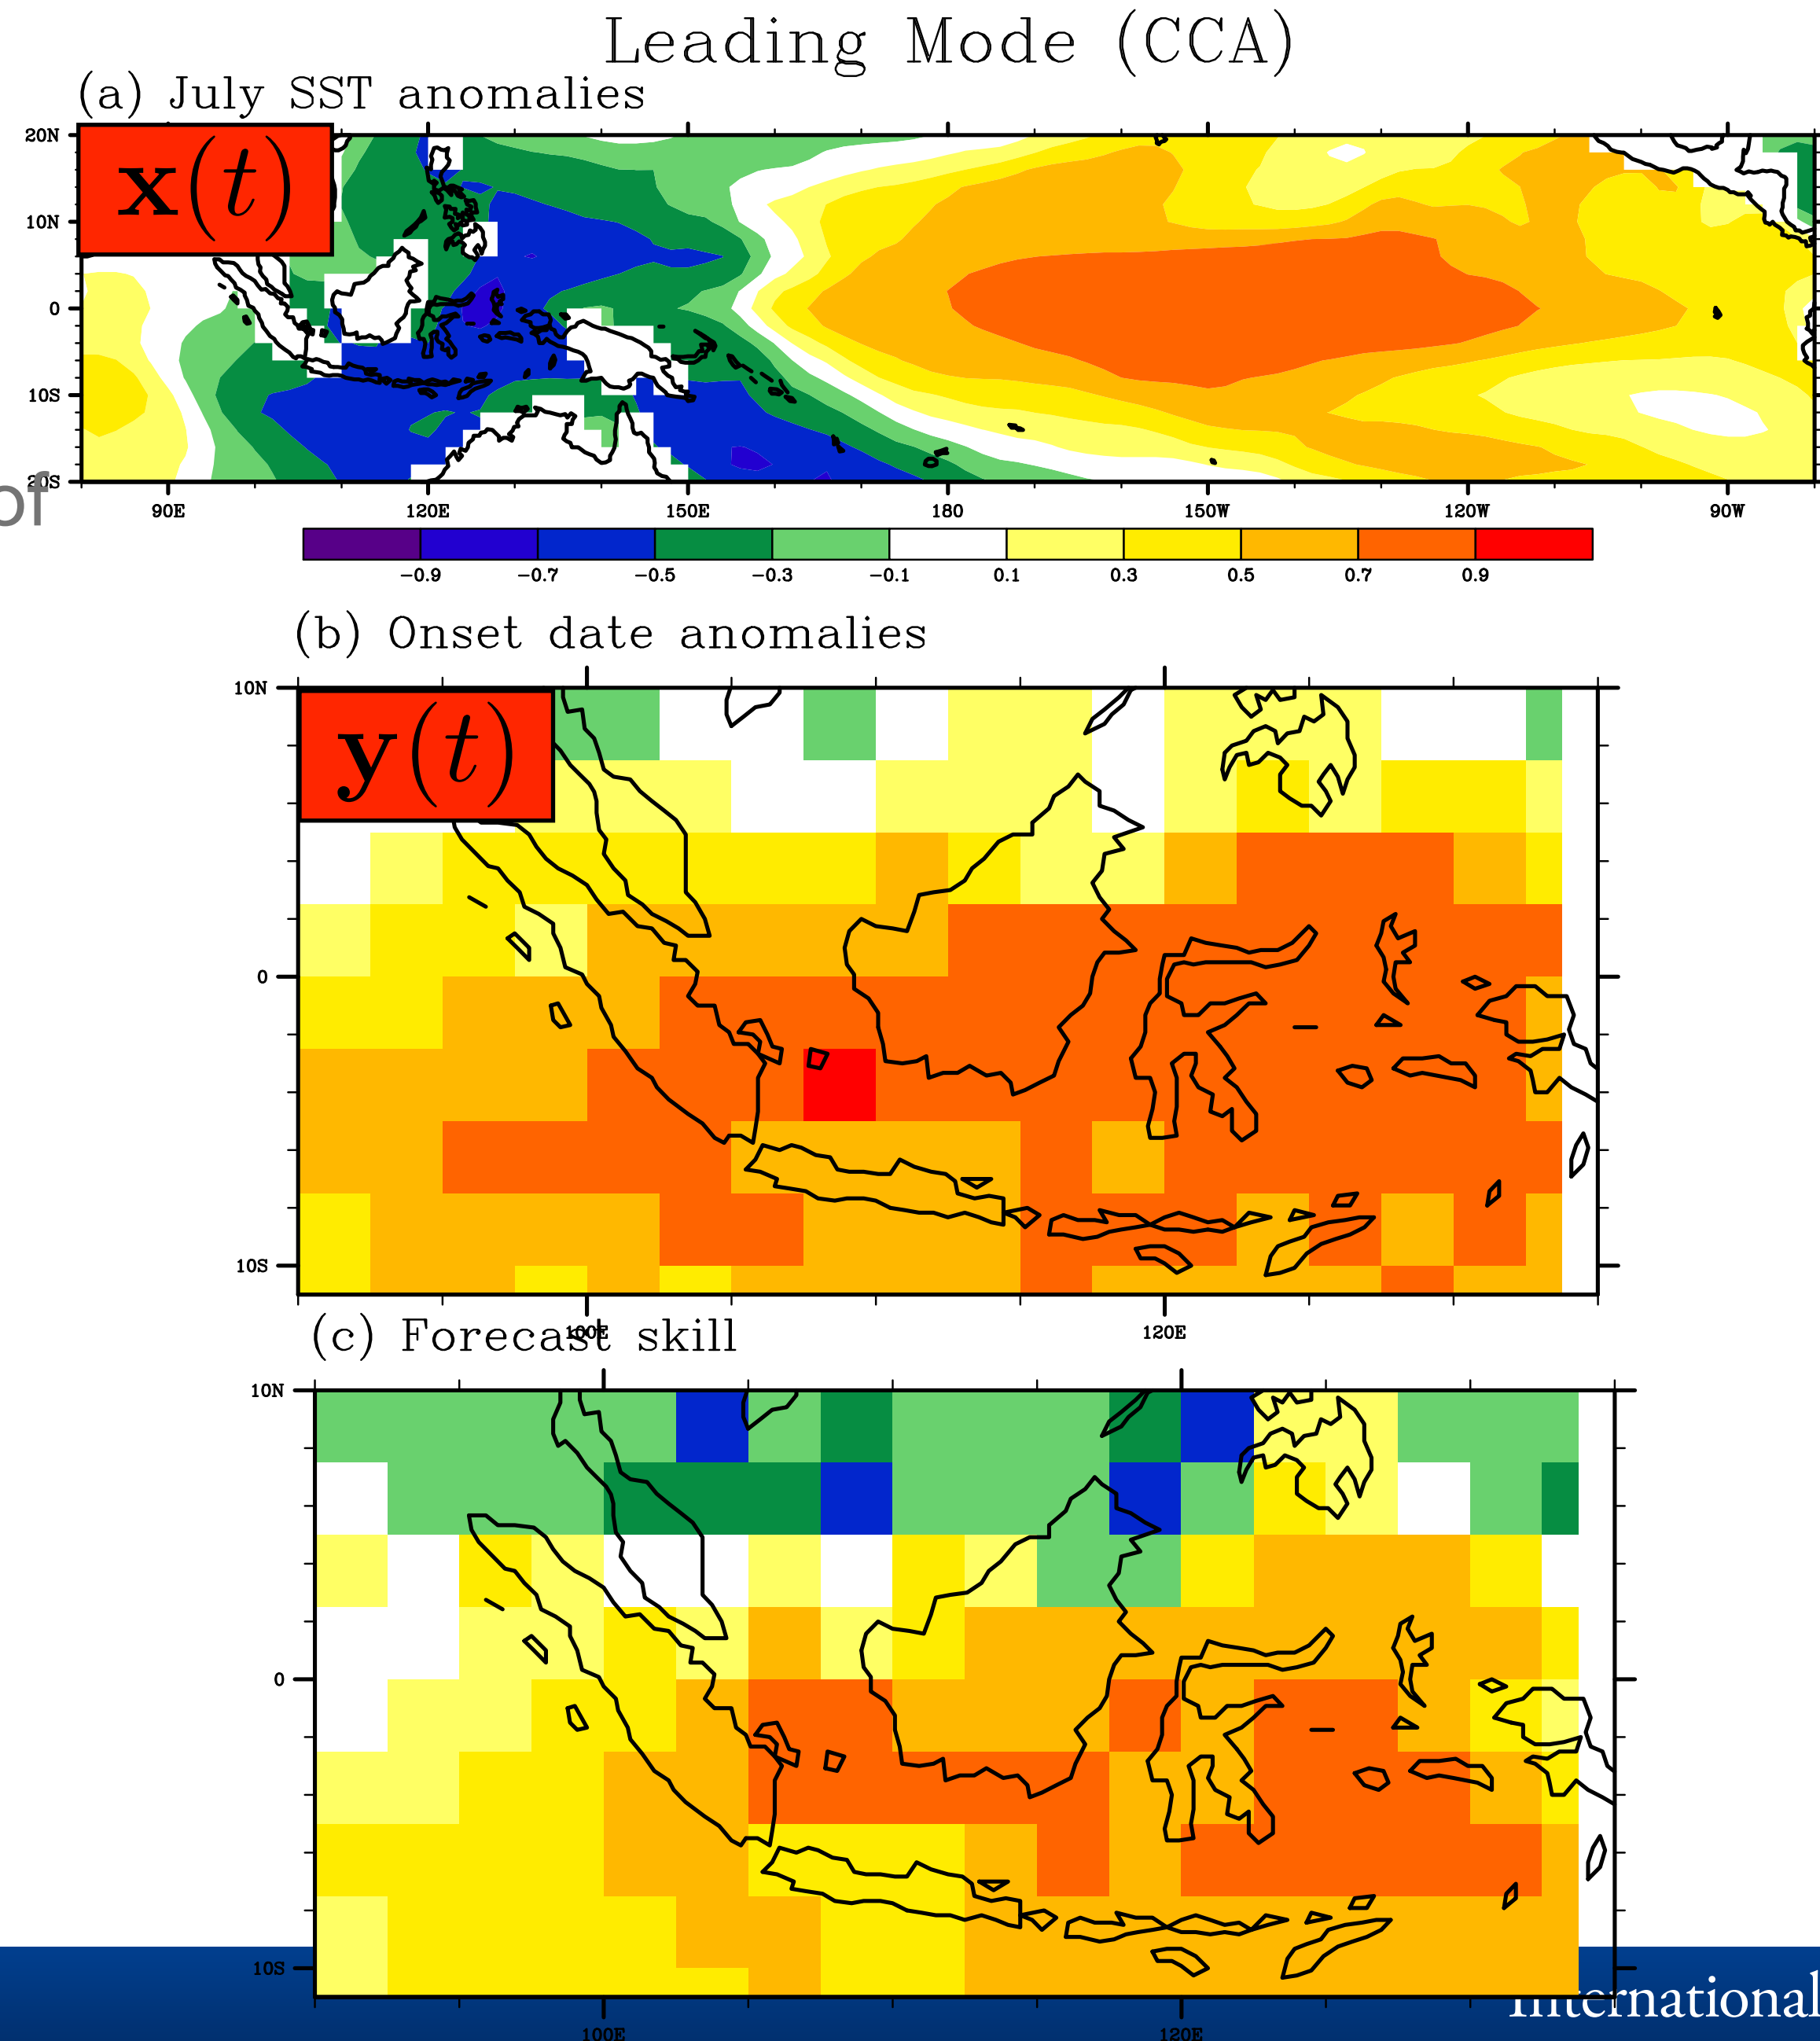 Leading Mode (CCA)
(a) July SST anomalies
x(t)
20N
10N
0
10S
20S
of
90E 120E 150E 180 150W 120W 90W
-0.9 -0.7 -0.5 -0.3 -0.1 0.1 0.3 0.5 0.7 0.9
(b) Onset date anomalies
y(t)
10N
0
10S
100E 120E
(c) Forecast skill
10N
0
10S
100E 120E
International